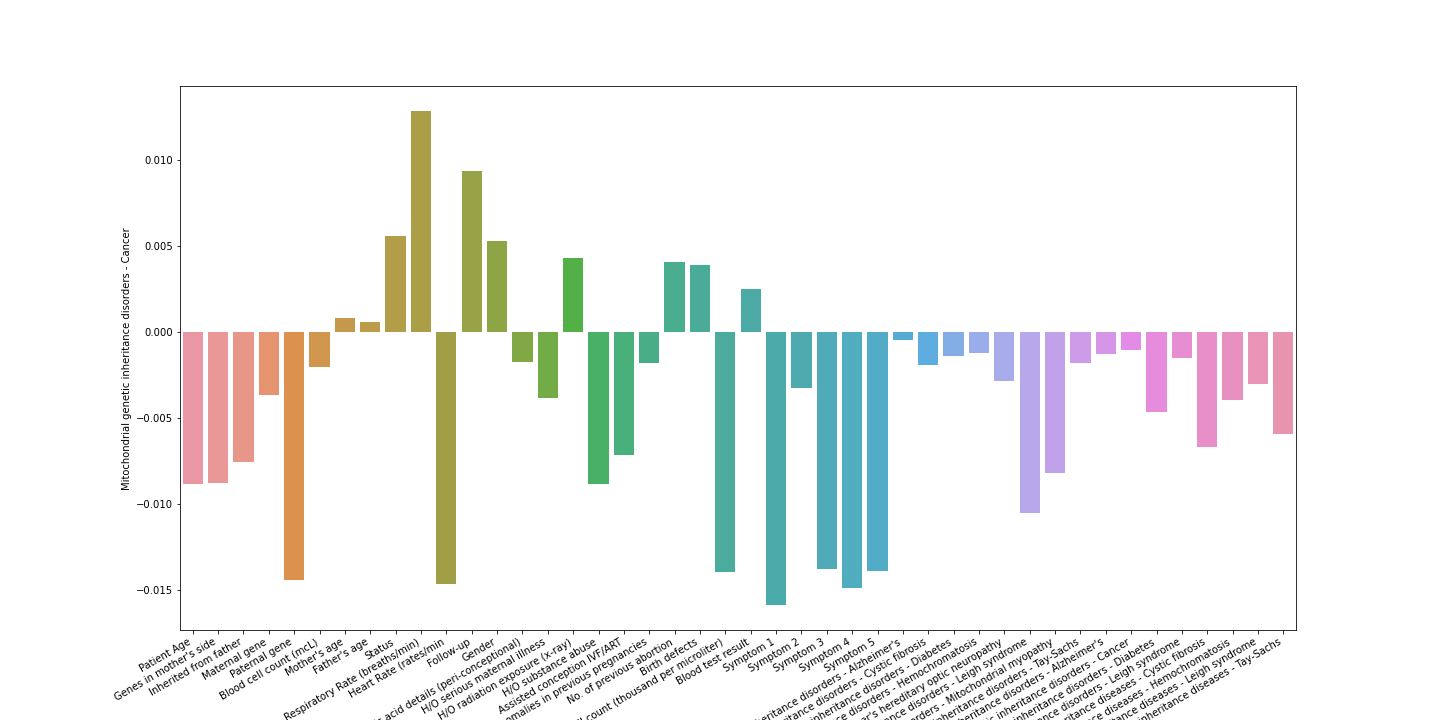 Mitochondrial genetic inheritance disorders - Cancer
0.010
0.005
0.000
−0.005
−0.010
−0.015
Patient Age
Genes in mother's side
Inherited from father
Maternal gene
Paternal gene
Blood cell count (mcL)
Mother's age
Father's age
Status
Respiratory Rate (breaths/min)
Heart Rate (rates/min
Follow-up
Gender
acid details (peri-conceptional)
H/O serious maternal illness
H/O radiation exposure (x-ray)
H/O substance abuse
Assisted conception IVF/ART
in previous pregnancies
No. of previous abortion
Birth defects
count (thousand per microliter)
Blood test result
Symptom 1
Symptom 2
Symptom 3
Symptom 4
Symptom 5
disorders - Alzheimer's
disorders - Cystic fibrosis
inheritance disorders - Diabetes
disorders - Hemochromatosis
hereditary optic neuropathy
disorders - Leigh syndrome
- Mitochondrial myopathy
inheritance disorders - Tay-Sachs
disorders - Alzheimer's
inheritance disorders - Cancer
inheritance disorders - Diabetes
disorders - Leigh syndrome
diseases - Cystic fibrosis
diseases - Hemochromatosis
diseases - Leigh syndrome
inheritance diseases - Tay-Sachs